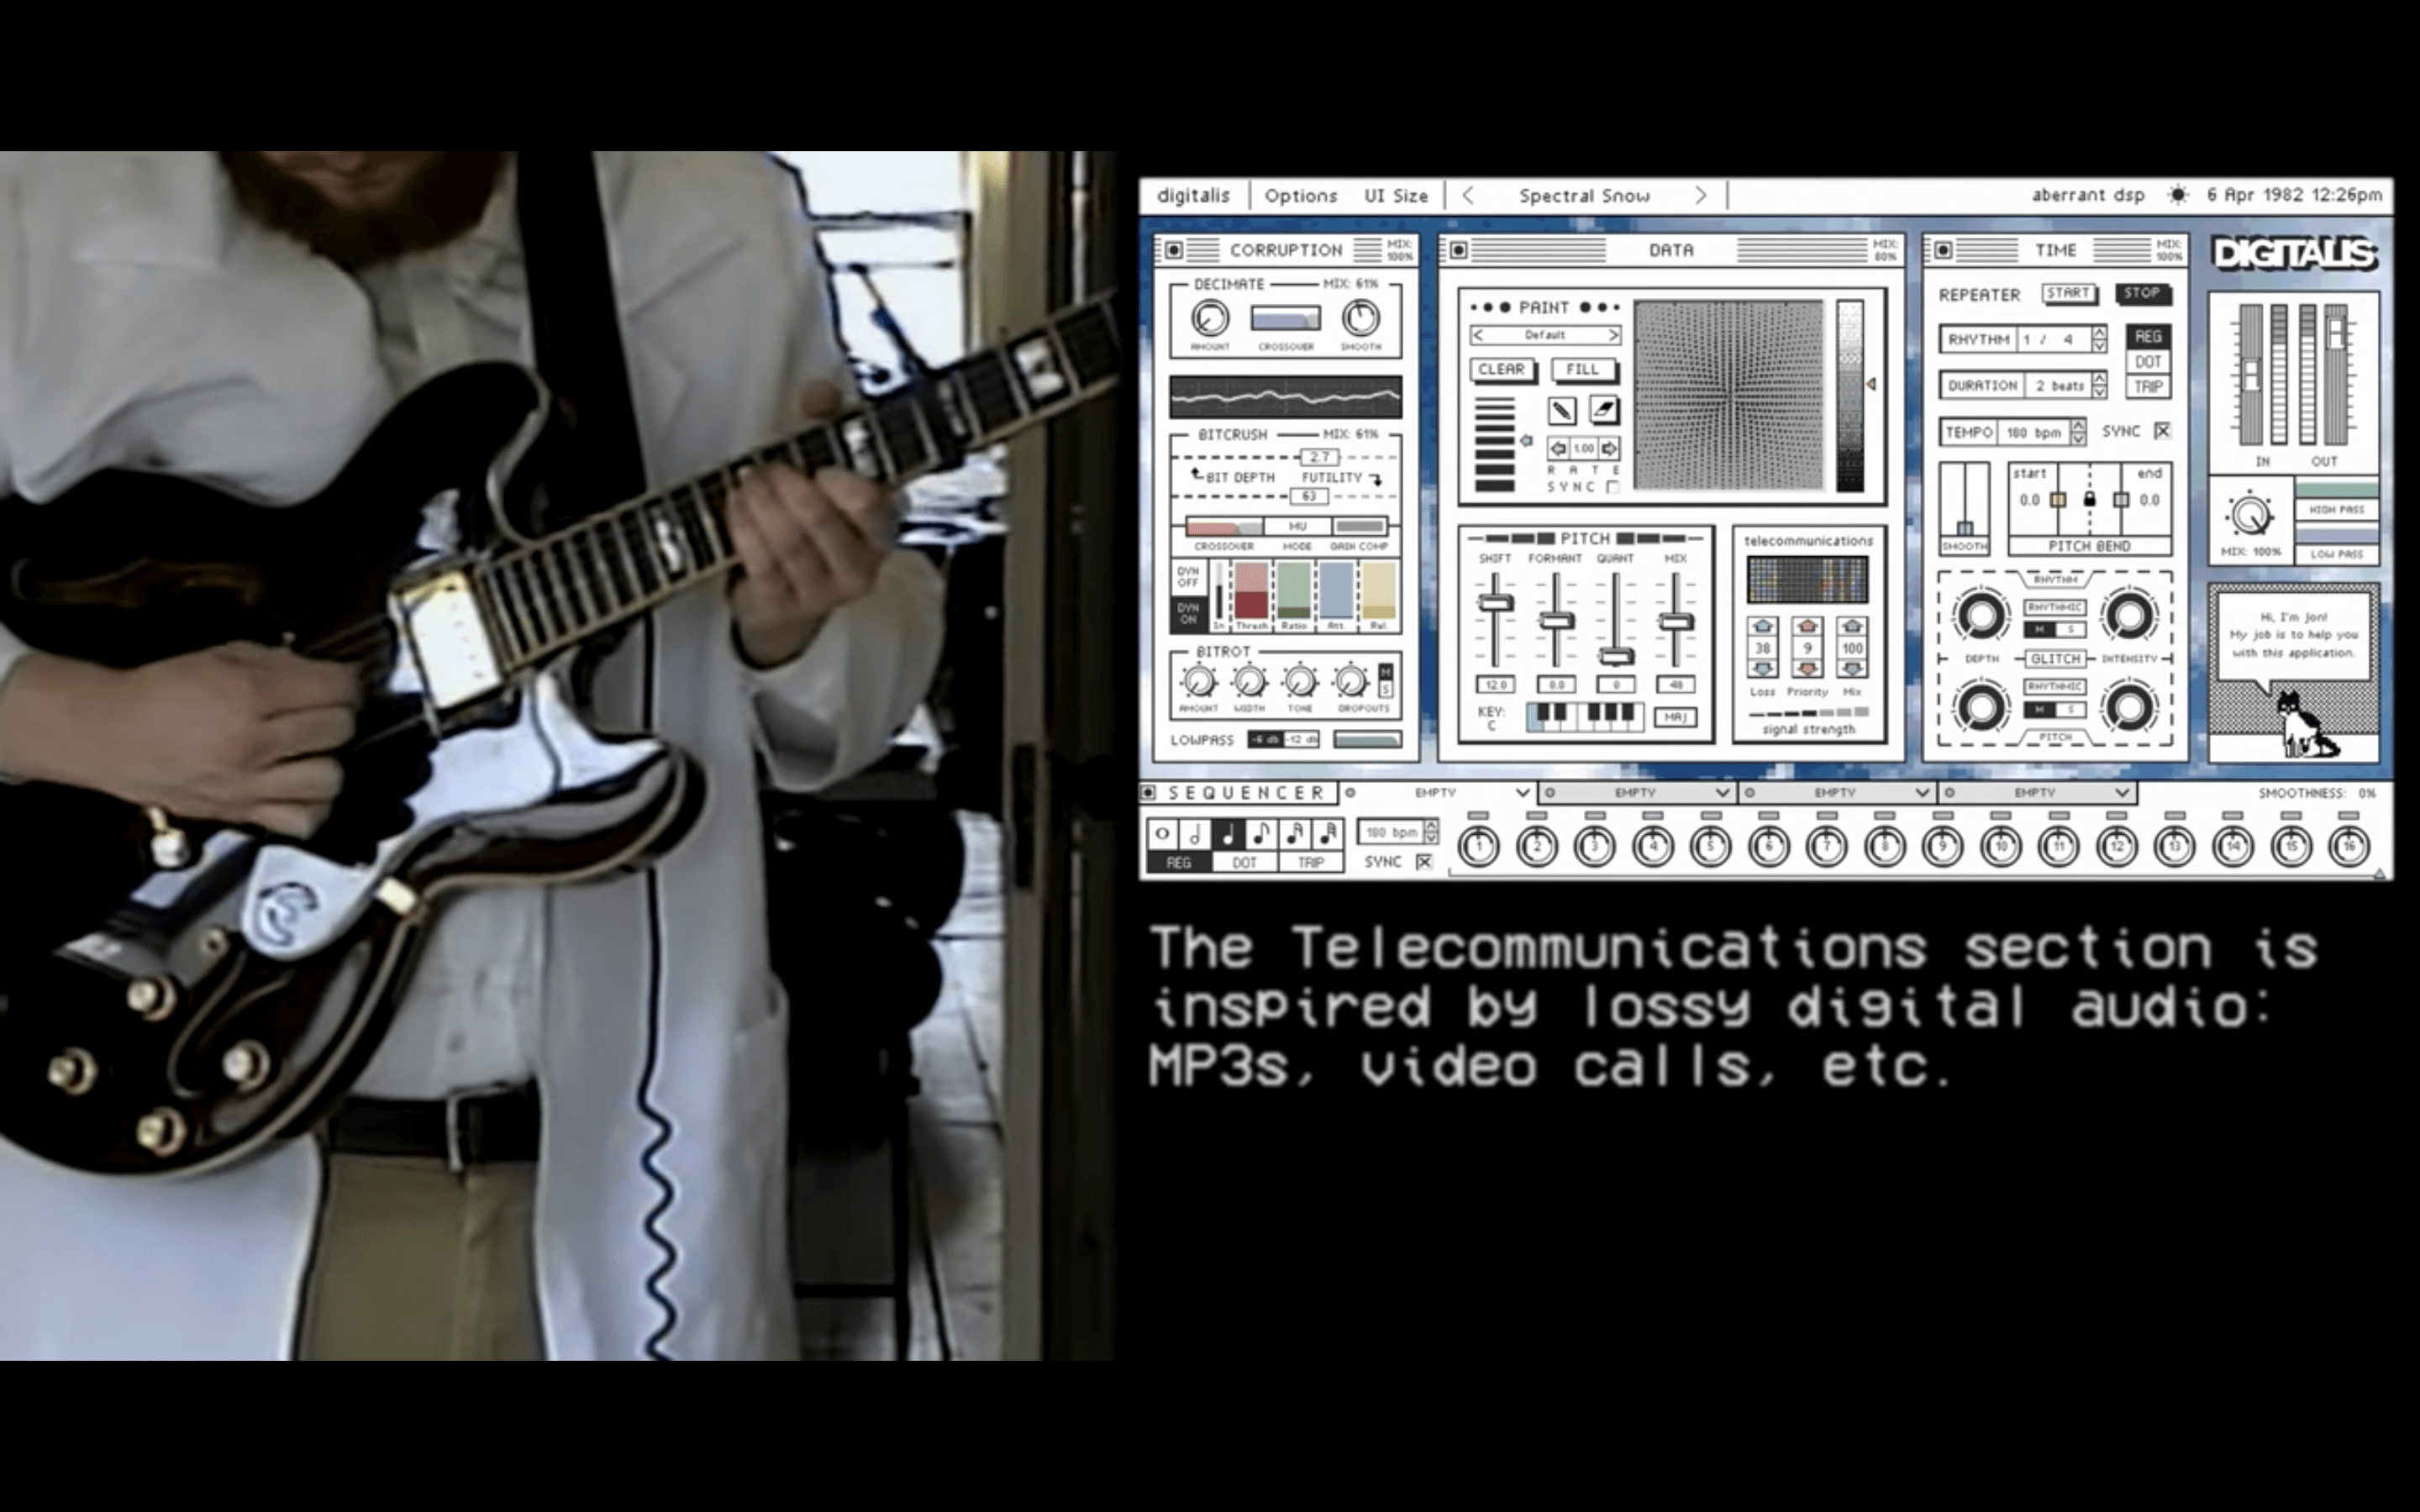 digitalis Options UI Size < Spectral Snow > aberrant dsp 6 Apr 1982 12:26pm
CORRUPTION MIX: 100%
DECIMATE MIX: 61%
AMOUNT CROSSOVER SMOOTH
BITCRUSH MIX: 61%
2.7
BIT DEPTH FUTILITY
63
MU
CROSSOVER MODE GAIN COMP
DYN OFF
DYN ON
In Thresh Ratio Att. Rel.
BITROT
M
S
AMOUNT WIDTH TONE DROPOUTS
LOWPASS -6 db -12 db
DATA MIX: 80%
PAINT
< Default >
CLEAR FILL
1.00
RATE
SYNC
PITCH
SHIFT FORMANT QUANT MIX
12.0 0.0 0 48
KEY: C MAJ
telecommunications
38 9 100
Loss Priority Mix
signal strength
TIME MIX: 100%
REPEATER START STOP
RHYTHM 1 / 4 REG
DOT
DURATION 2 beats TRIP
TEMPO 180 bpm SYNC
start end
0.0 0.0
SMOOTH PITCH BEND
RHYTHM
RHYTHMIC
M S
DEPTH GLITCH INTENSITY
RHYTHMIC
M S
PITCH
DIGITALIS
IN OUT
HIGH PASS
MIX: 100% LOW PASS
Hi, I'm Jon!
My job is to help you
with this application.
SEQUENCER EMPTY EMPTY EMPTY EMPTY SMOOTHNESS: 0%
180 bpm 1 2 3 4 5 6 7 8 9 10 11 12 13 14 15 16
REG DOT TRIP SYNC
The Telecommunications section is
inspired by lossy digital audio:
MP3s, video calls, etc.